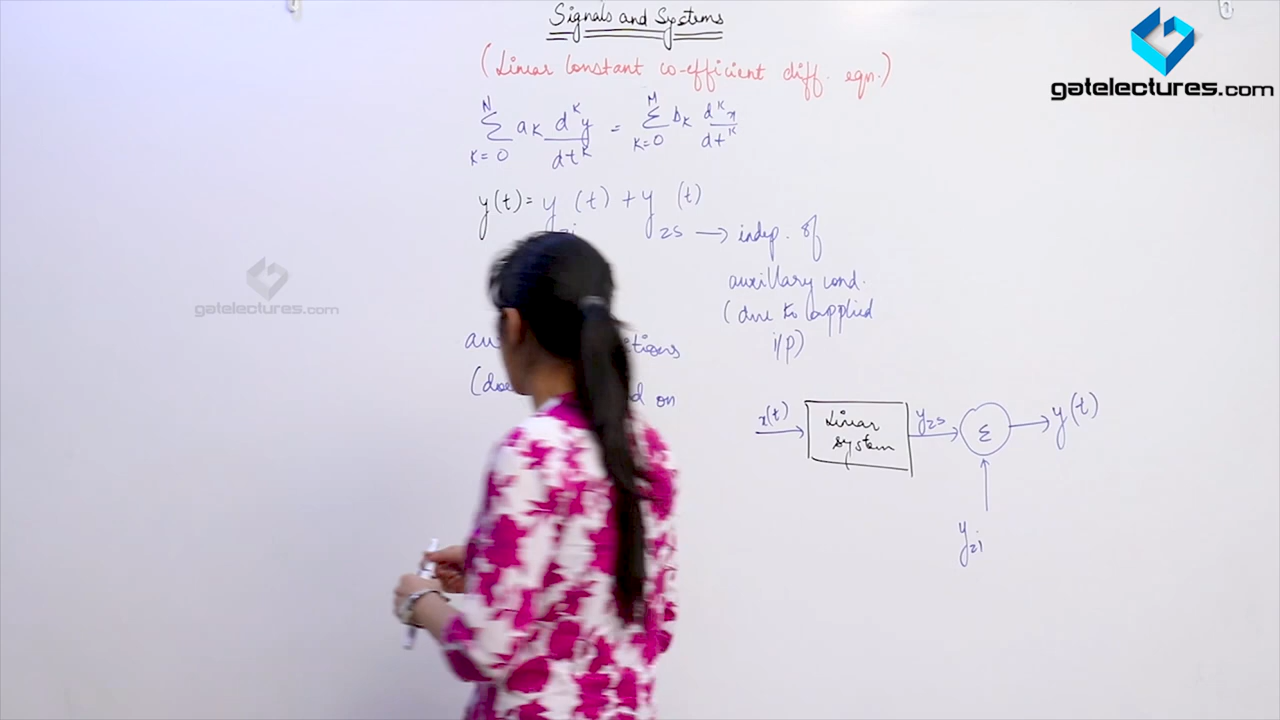 Signals and Systems
gatelectures.com
(Linear constant co-efficient diff. eqn.)
N Σ K=0 aK d^K y / dt^K = M Σ K=0 bK d^K x / dt^K
y(t) = y (t) + y (t)
zs → indep. of
auxillary cond.
(due to applied
i/p)
gatelectures.com
on
x(t) Linear system yzs Σ y(t)
yzi